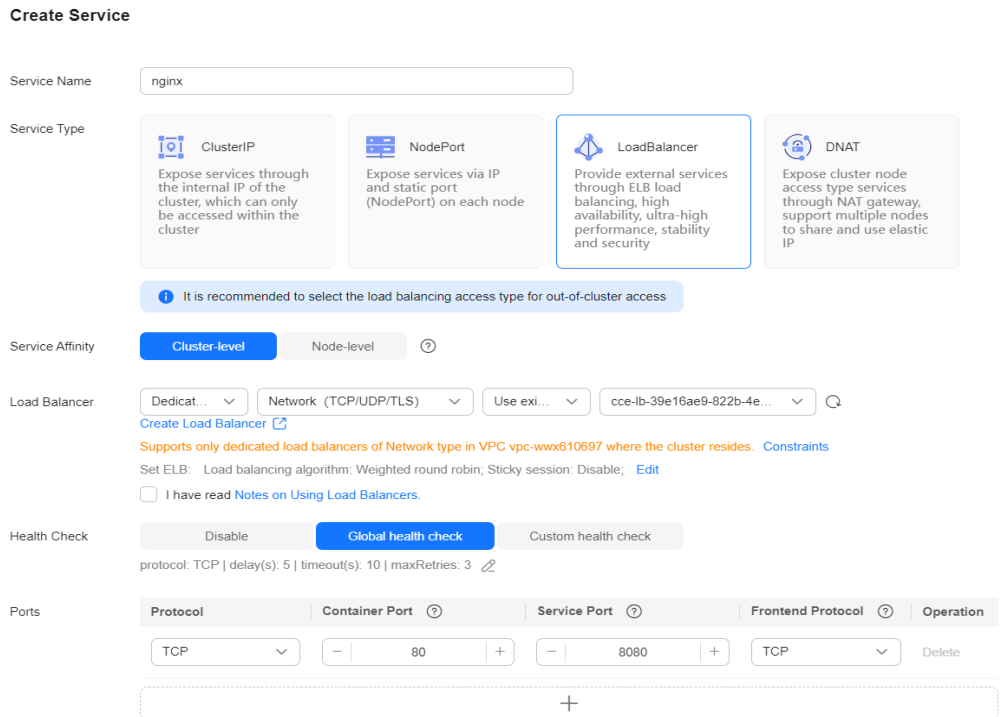 Create Service
Service Name
nginx
Service Type
ClusterIP
Expose services through
the internal IP of the
cluster, which can only
be accessed within the
cluster
NodePort
Expose services via IP
and static port
(NodePort) on each node
LoadBalancer
Provide external services
through ELB load
balancing, high
availability, ultra-high
performance, stability
and security
DNAT
Expose cluster node
access type services
through NAT gateway,
support multiple nodes
to share and use elastic
IP
It is recommended to select the load balancing access type for out-of-cluster access
Service Affinity
Cluster-level
Node-level
Load Balancer
Dedicat...
Network (TCP/UDP/TLS)
Use exi...
cce-lb-39e16ae9-822b-4e...
Create Load Balancer
Supports only dedicated load balancers of Network type in VPC vpc-wwx610697 where the cluster resides. Constraints
Set ELB: Load balancing algorithm: Weighted round robin; Sticky session: Disable; Edit
I have read Notes on Using Load Balancers.
Health Check
Disable
Global health check
Custom health check
protocol: TCP | delay(s): 5 | timeout(s): 10 | maxRetries: 3
Ports
Protocol
Container Port
Service Port
Frontend Protocol
Operation
TCP
80
8080
TCP
Delete